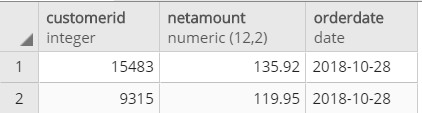 customerid netamount orderdate
integer numeric (12,2) date
1 15483 135.92 2018-10-28
2 9315 119.95 2018-10-28